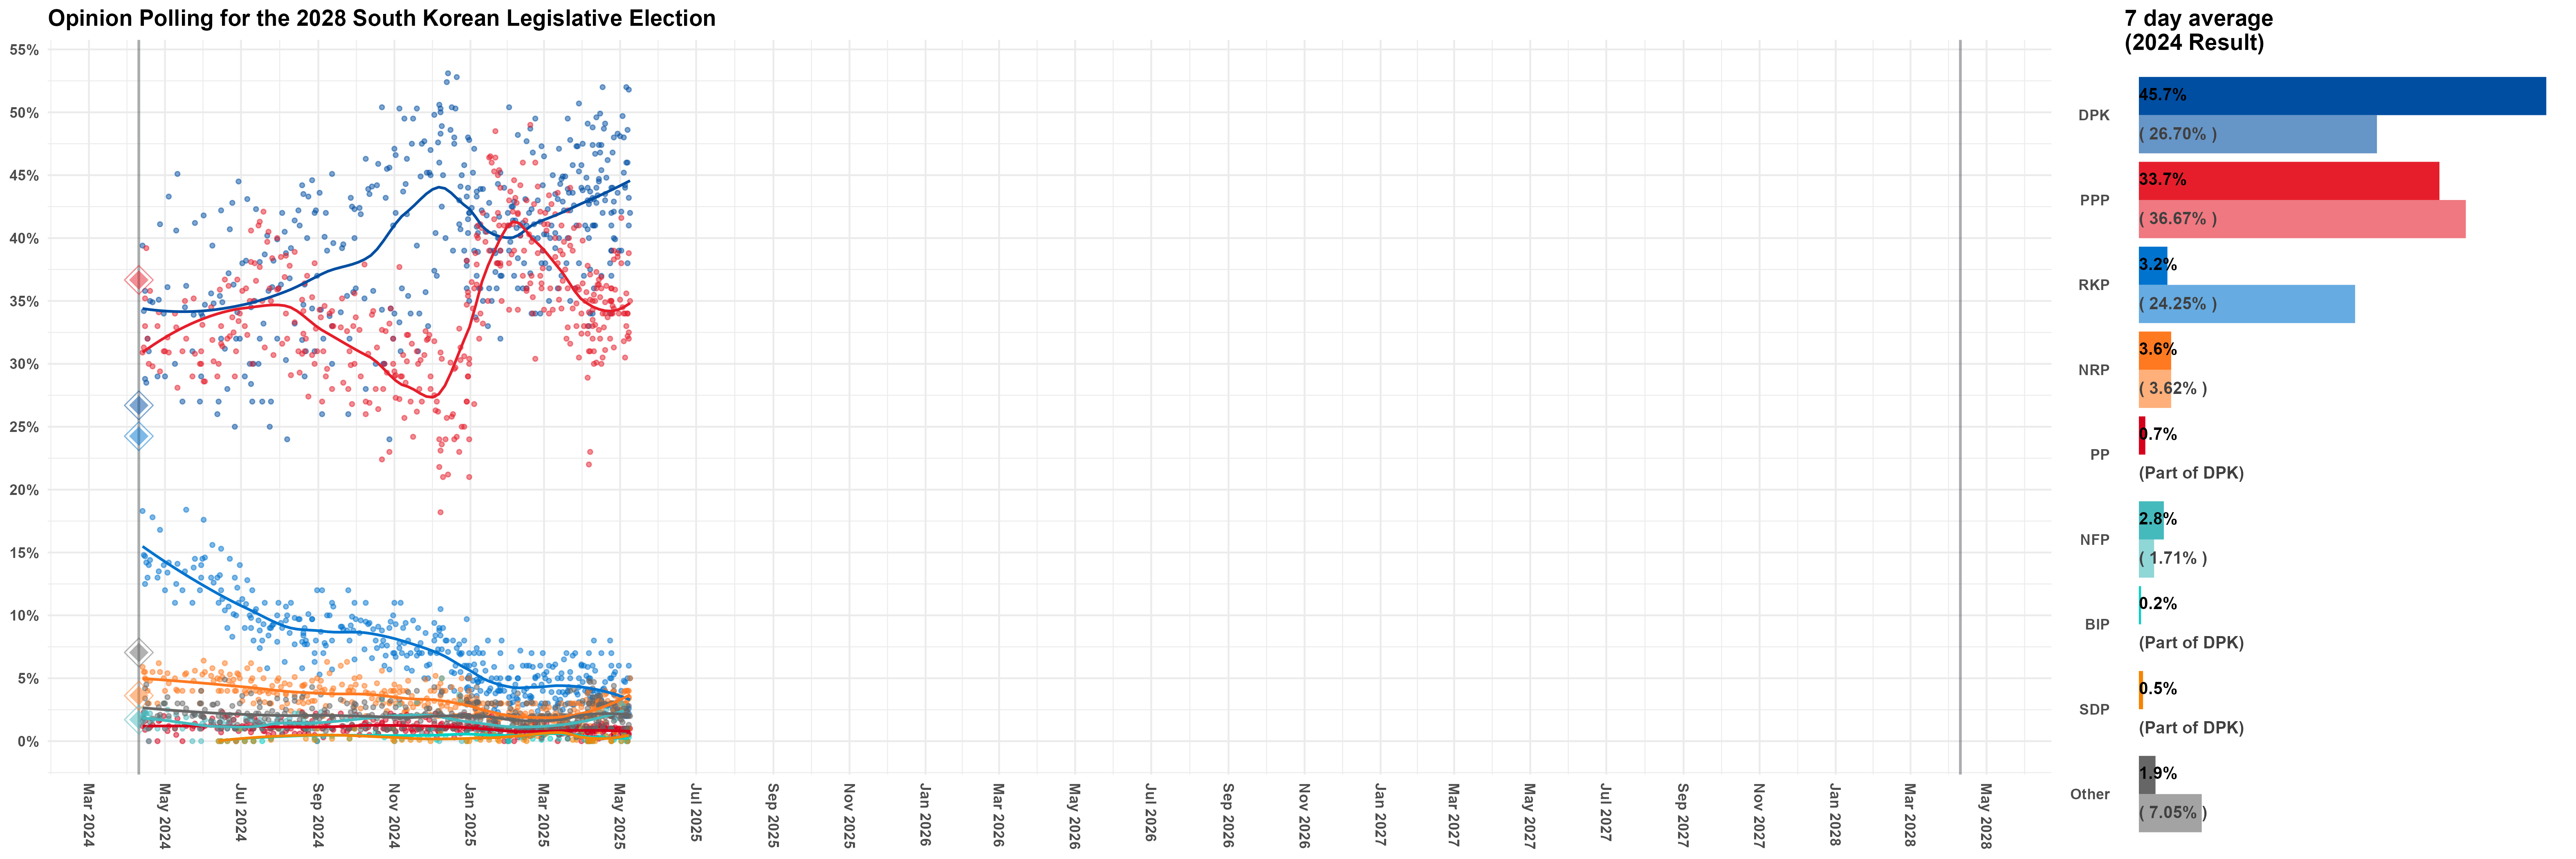 Opinion Polling for the 2028 South Korean Legislative Election
55%
50%
45%
40%
35%
30%
25%
20%
15%
10%
5%
0%
Mar 2024
May 2024
Jul 2024
Sep 2024
Nov 2024
Jan 2025
Mar 2025
May 2025
Jul 2025
Sep 2025
Nov 2025
Jan 2026
Mar 2026
May 2026
Jul 2026
Sep 2026
Nov 2026
Jan 2027
Mar 2027
May 2027
Jul 2027
Sep 2027
Nov 2027
Jan 2028
Mar 2028
May 2028
7 day average
(2024 Result)
DPK
45.7%
( 26.70% )
PPP
33.7%
( 36.67% )
RKP
3.2%
( 24.25% )
NRP
3.6%
( 3.62% )
PP
0.7%
(Part of DPK)
NFP
2.8%
( 1.71% )
BIP
0.2%
(Part of DPK)
SDP
0.5%
(Part of DPK)
Other
1.9%
( 7.05% )